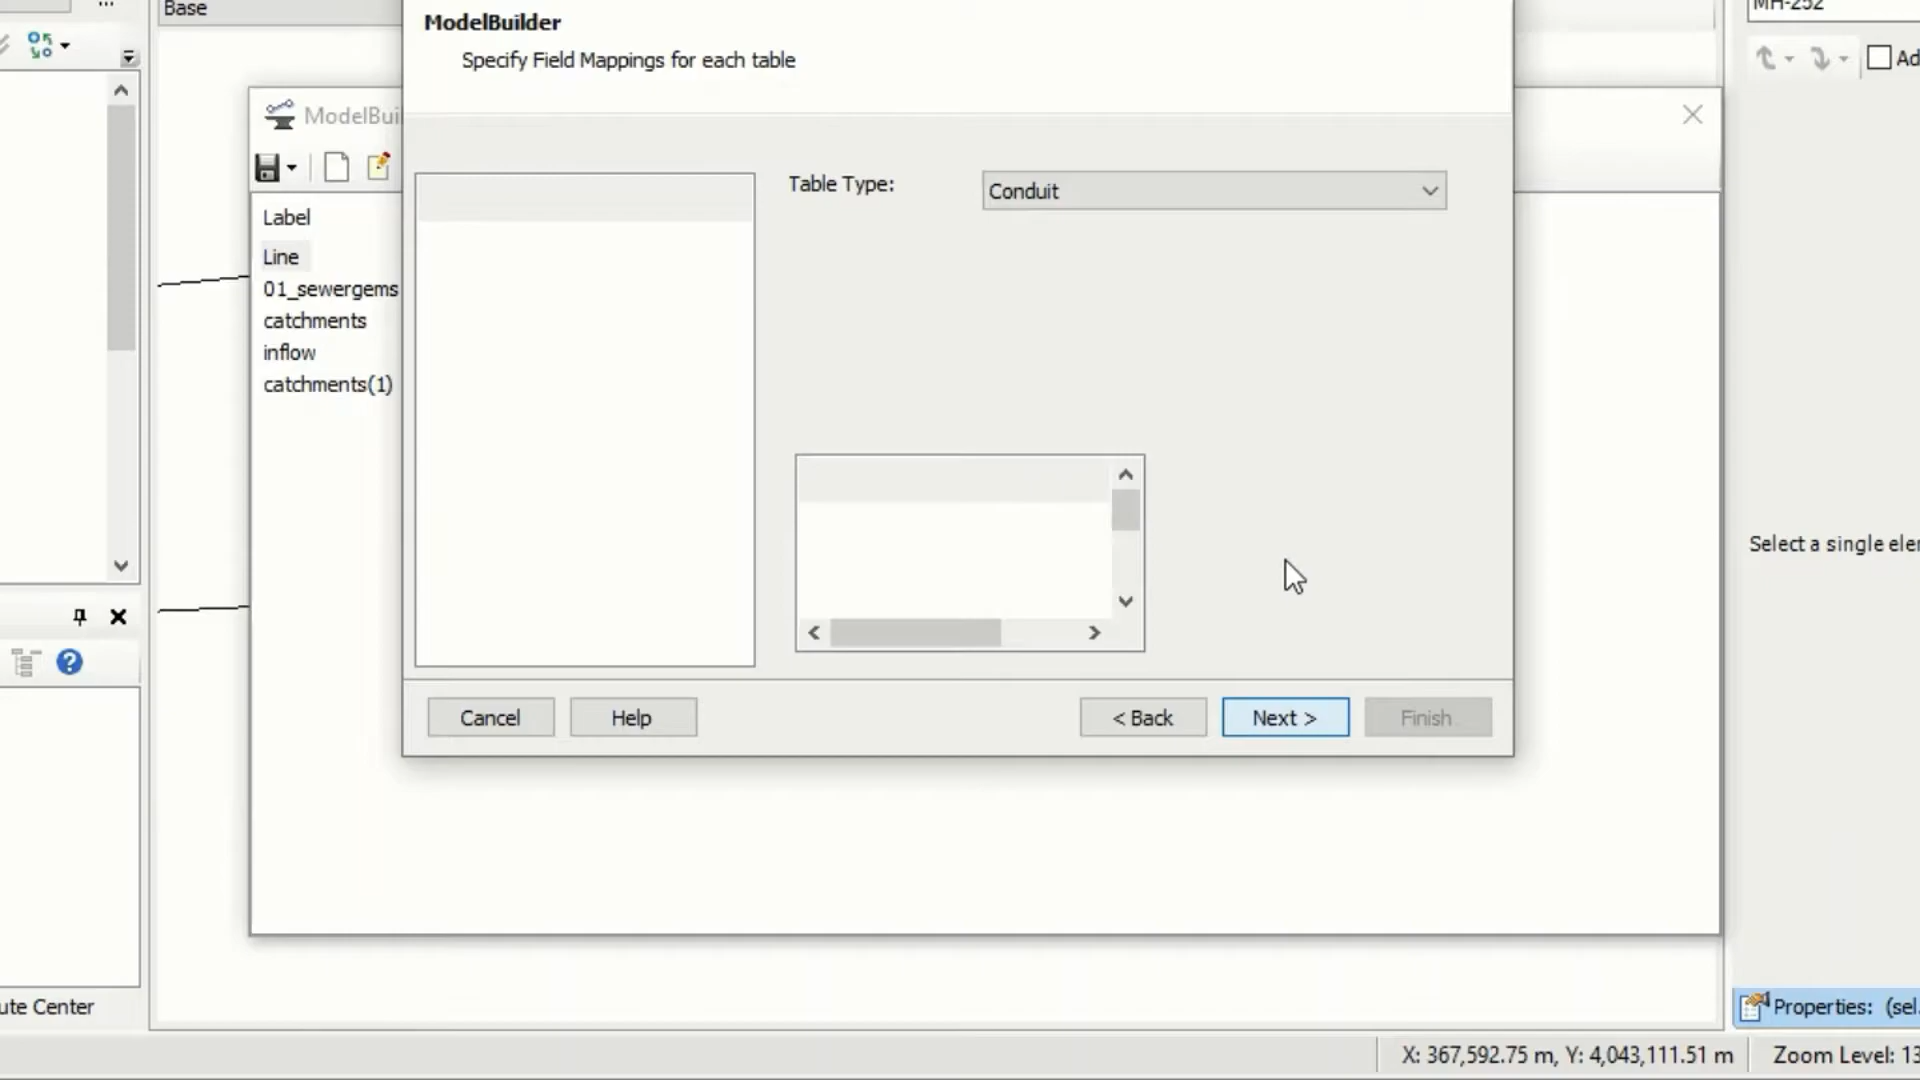 Base
ModelBuilder
MH-252
Specify Field Mappings for each table
ModelBui
Table Type:
Conduit
Label
Line
01_sewergems
catchments
inflow
catchments(1)
Select a single ele
Cancel
Help
< Back
Next >
Finish
ute Center
Properties: (sel.
X: 367,592.75 m, Y: 4,043,111.51 m
Zoom Level: 13